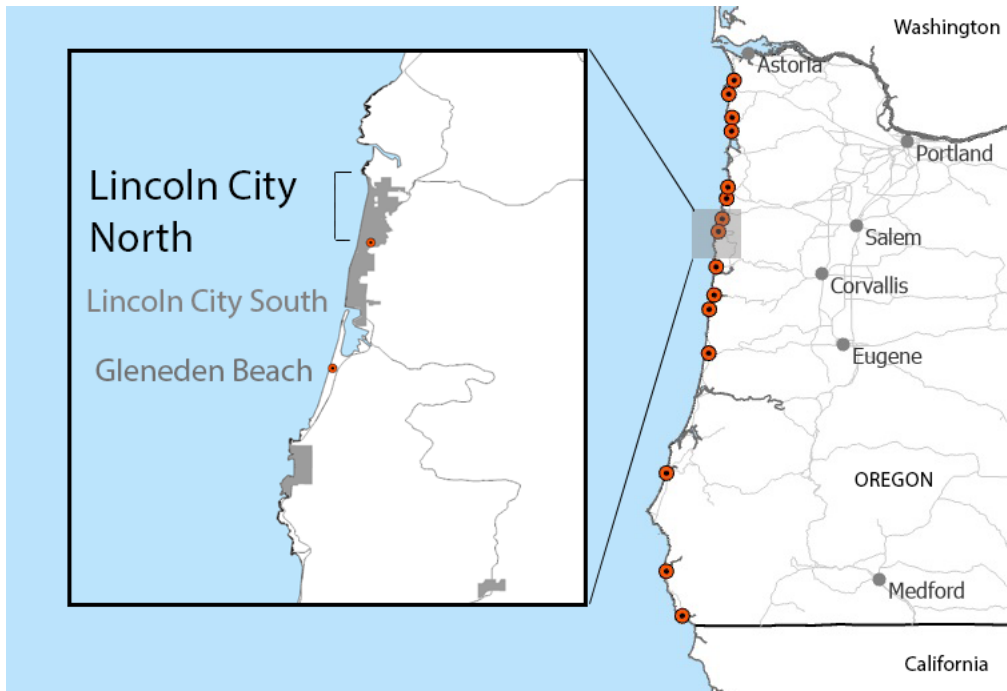 Washington
Astoria
Portland
Lincoln City
North
Salem
Lincoln City South
Corvallis
Gleneden Beach
Eugene
OREGON
Medford
California